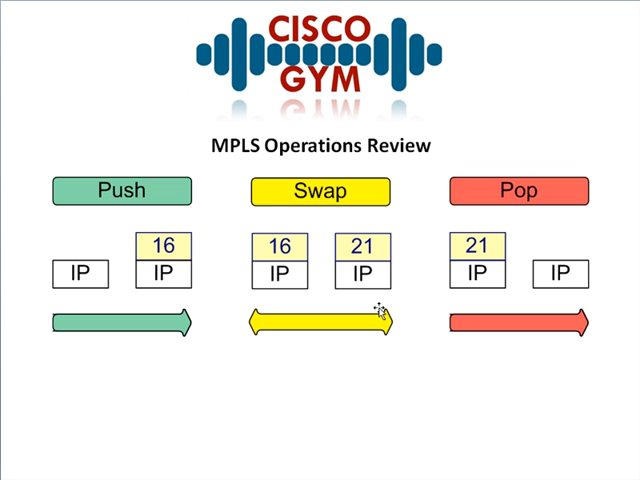 CISCO
GYM
MPLS Operations Review
Push Swap Pop
16 16 21 21
IP IP IP IP IP IP